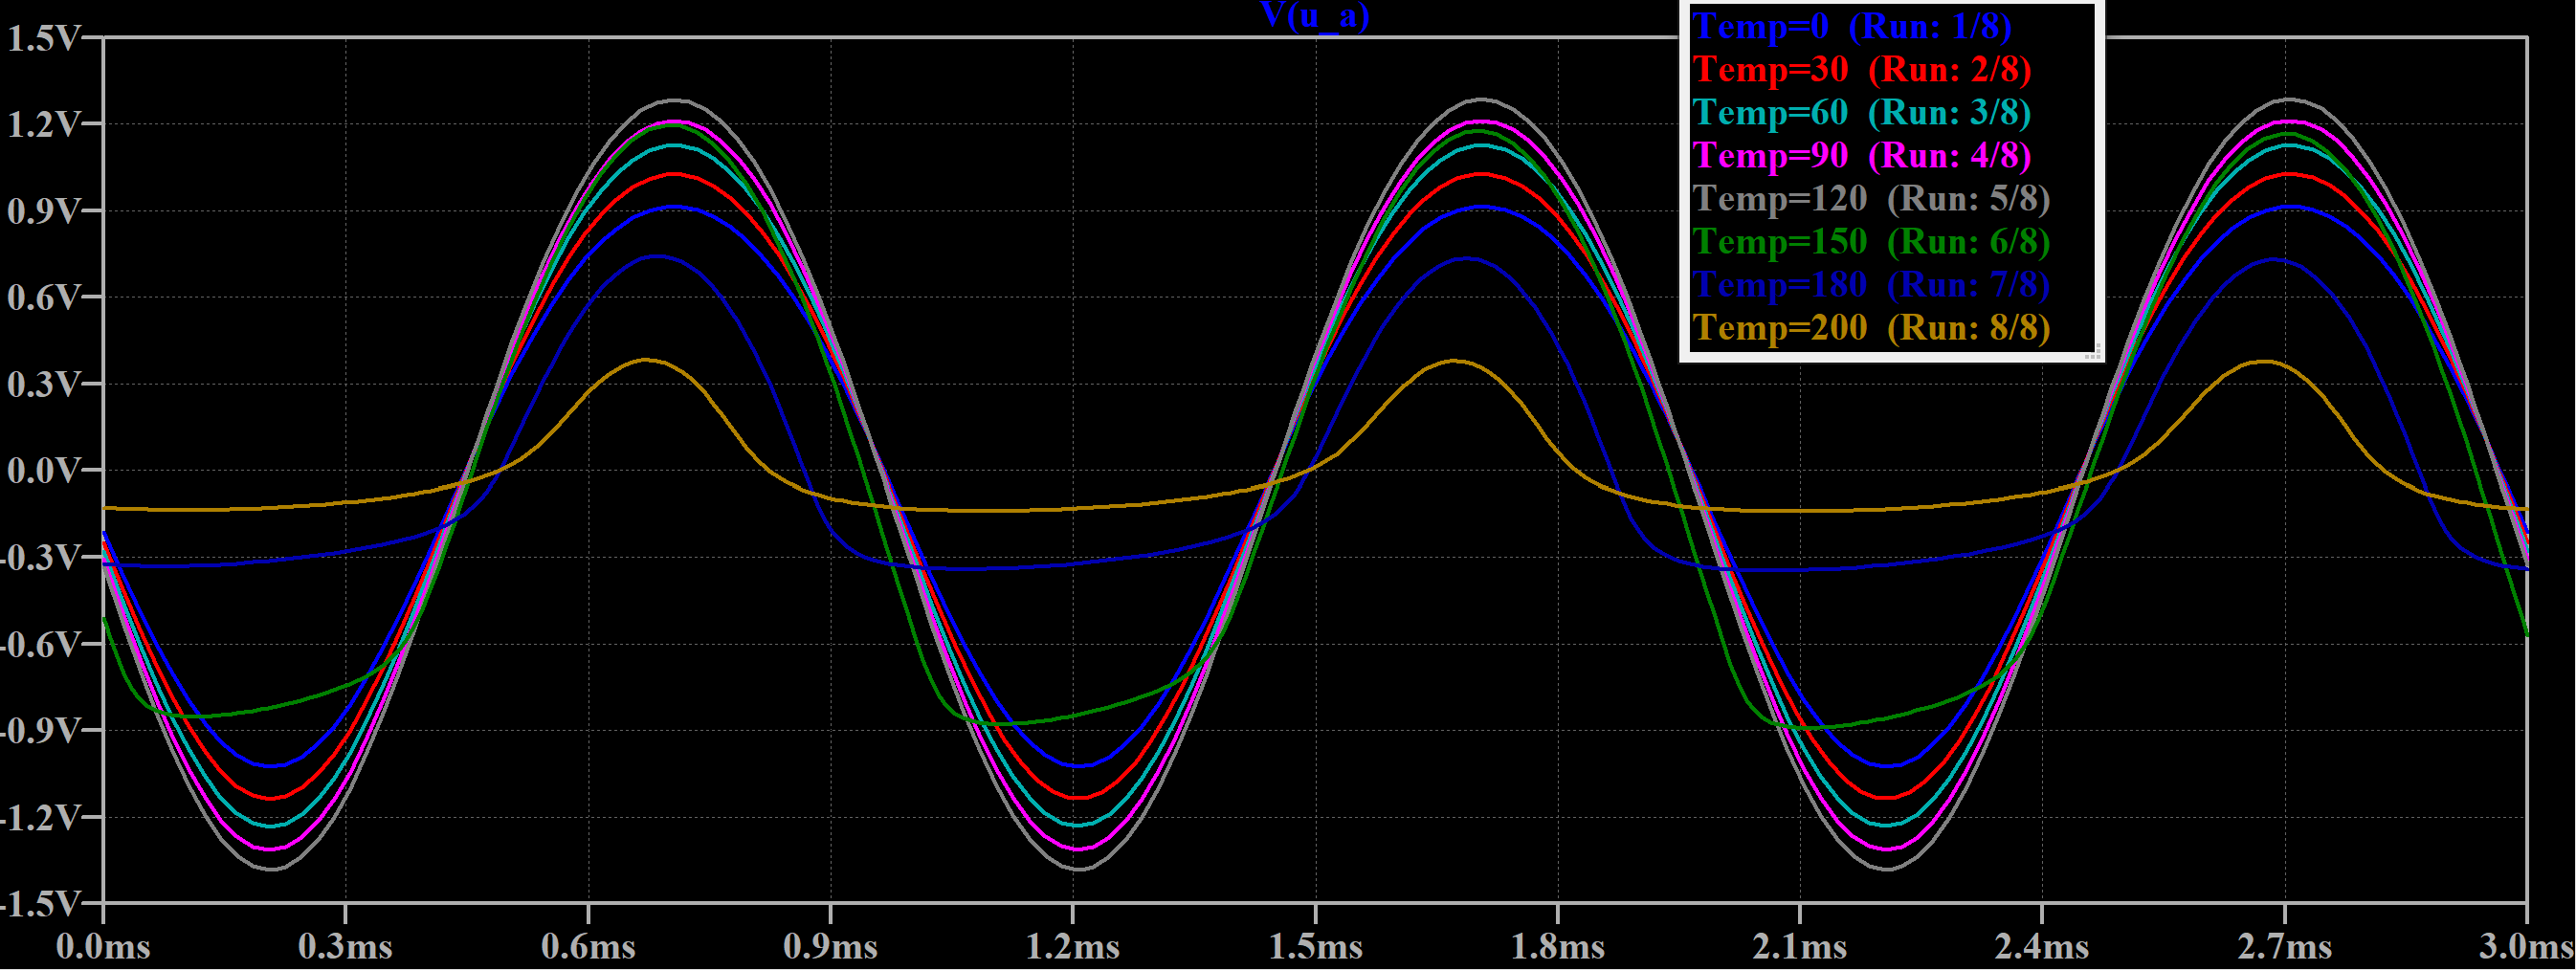 V(u_a)
Temp=0 (Run: 1/8)
Temp=30 (Run: 2/8)
Temp=60 (Run: 3/8)
Temp=90 (Run: 4/8)
Temp=120 (Run: 5/8)
Temp=150 (Run: 6/8)
Temp=180 (Run: 7/8)
Temp=200 (Run: 8/8)
1.5V
1.2V
0.9V
0.6V
0.3V
0.0V
-0.3V
-0.6V
-0.9V
-1.2V
-1.5V
0.0ms 0.3ms 0.6ms 0.9ms 1.2ms 1.5ms 1.8ms 2.1ms 2.4ms 2.7ms 3.0ms